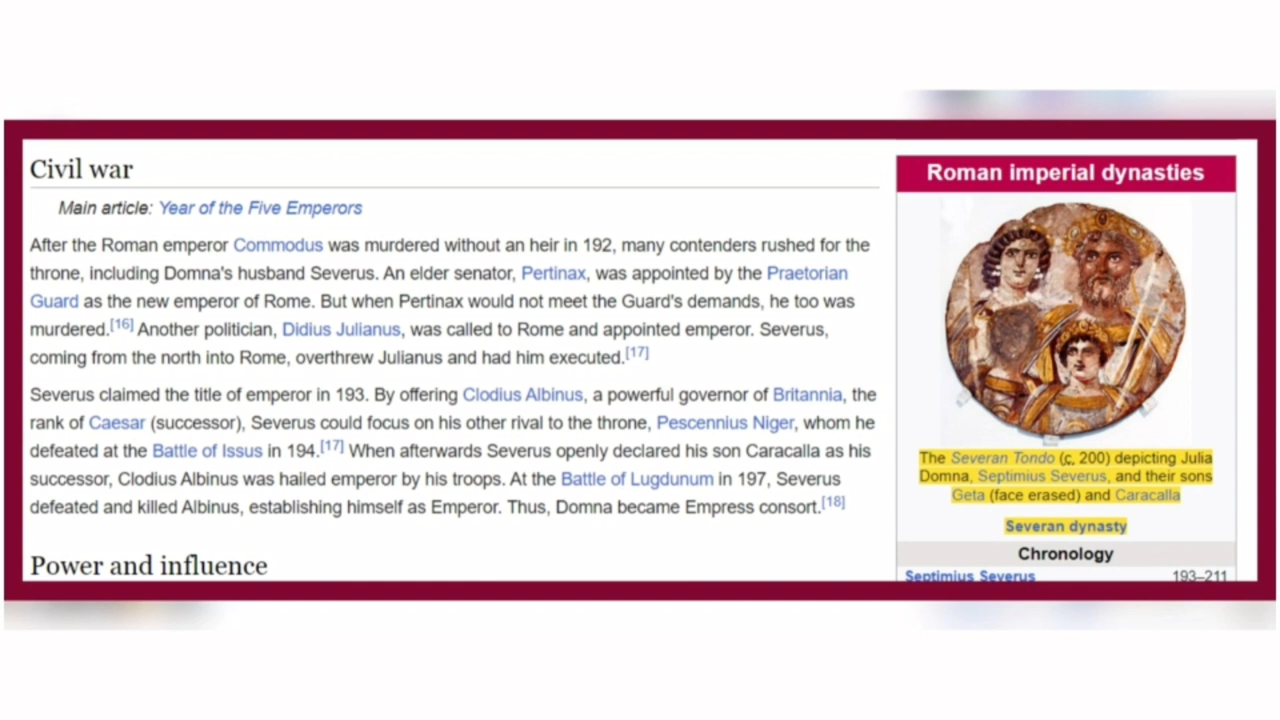 Civil war
Main article: Year of the Five Emperors
After the Roman emperor Commodus was murdered without an heir in 192, many contenders rushed for the
throne, including Domna's husband Severus. An elder senator, Pertinax, was appointed by the Praetorian
Guard as the new emperor of Rome. But when Pertinax would not meet the Guard's demands, he too was
murdered.[16] Another politician, Didius Julianus, was called to Rome and appointed emperor. Severus,
coming from the north into Rome, overthrew Julianus and had him executed.[17]
Severus claimed the title of emperor in 193. By offering Clodius Albinus, a powerful governor of Britannia, the
rank of Caesar (successor), Severus could focus on his other rival to the throne, Pescennius Niger, whom he
defeated at the Battle of Issus in 194.[17] When afterwards Severus openly declared his son Caracalla as his
successor, Clodius Albinus was hailed emperor by his troops. At the Battle of Lugdunum in 197, Severus
defeated and killed Albinus, establishing himself as Emperor. Thus, Domna became Empress consort.[18]
Power and influence
Roman imperial dynasties
The Severan Tondo (c. 200) depicting Julia
Domna, Septimius Severus, and their sons
Geta (face erased) and Caracalla
Severan dynasty
Chronology
Septimius Severus 193–211